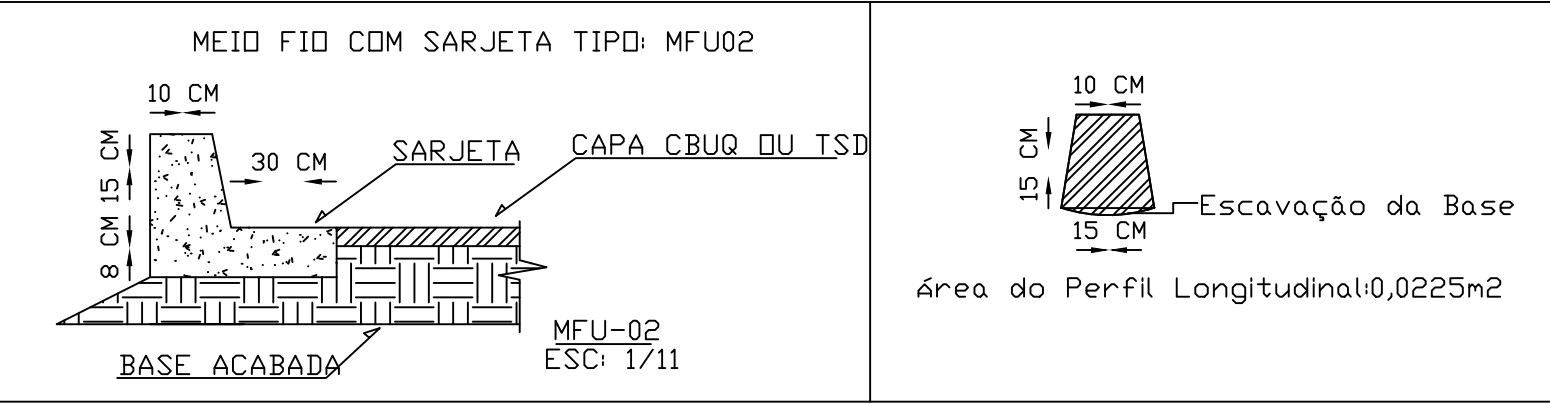 MEIO FIO COM SARJETA TIPO: MFU02
10 CM
15 CM
8 CM
30 CM
SARJETA
CAPA CBUQ OU TSD
BASE ACABADA
MFU-02
ESC: 1/11
10 CM
15 CM
Escavação da Base
15 CM
Área do Perfil Longitudinal:0,0225m2